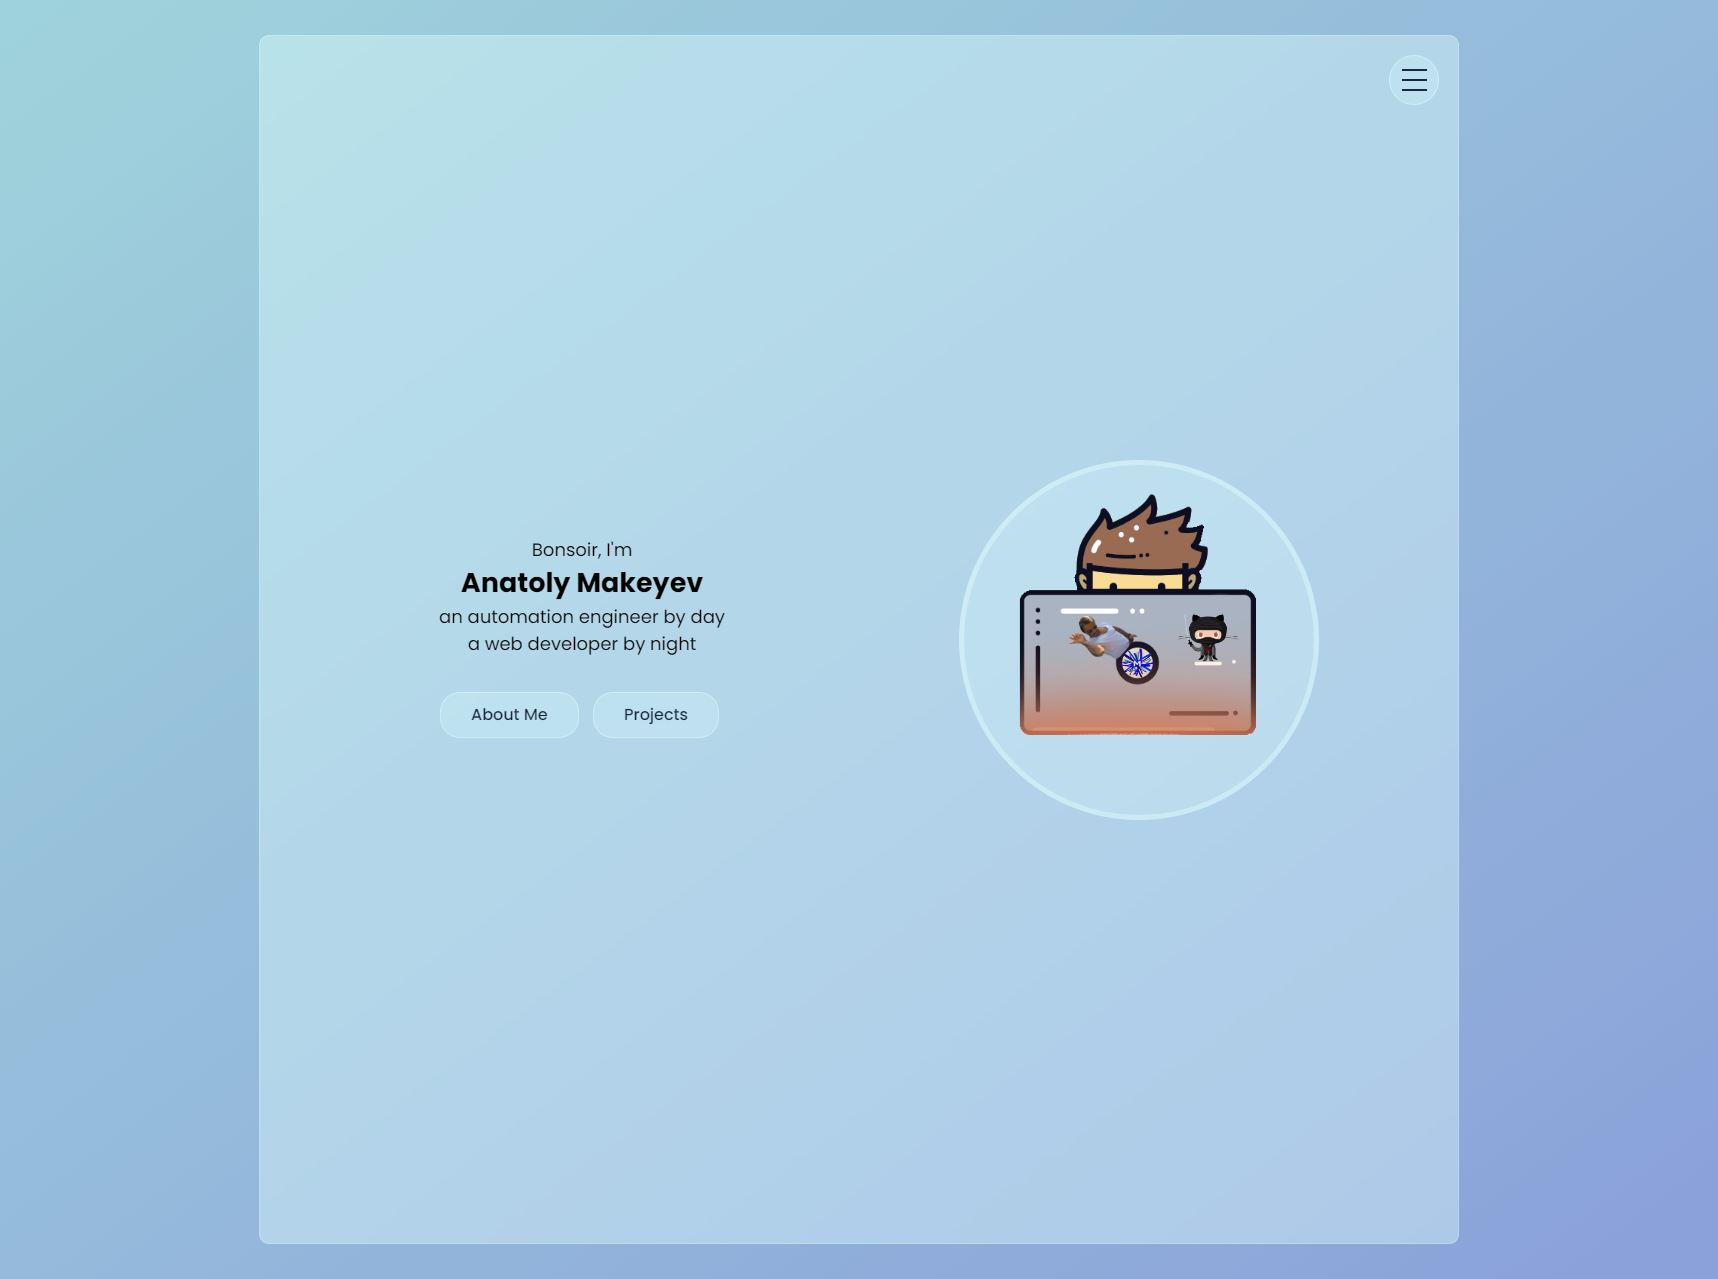 Bonsoir, I'm
Anatoly Makeyev
an automation engineer by day
a web developer by night
About Me
Projects